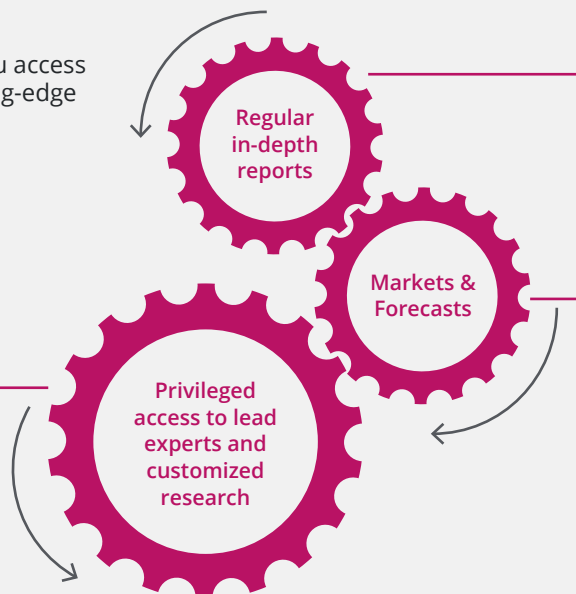 u access
g-edge
Regular
in-depth
reports
Markets &
Forecasts
Privileged
access to lead
experts and
customized
research